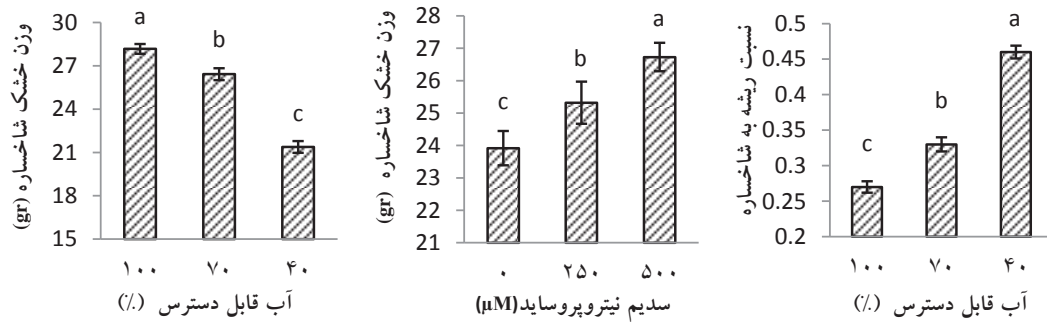 وزن خشک شاخساره (gr)
30
27
24
21
18
15
a
b
c
۱۰۰ ۷۰ ۴۰
آب قابل دسترس (٪)
وزن خشک شاخساره (gr)
28
27
26
25
24
23
22
21
c
b
a
۰ ۲۵۰ ۵۰۰
سدیم نیتروپروساید(µM)
نسبت ریشه به شاخساره
0.5
0.45
0.4
0.35
0.3
0.25
0.2
c
b
a
۱۰۰ ۷۰ ۴۰
آب قابل دسترس (٪)